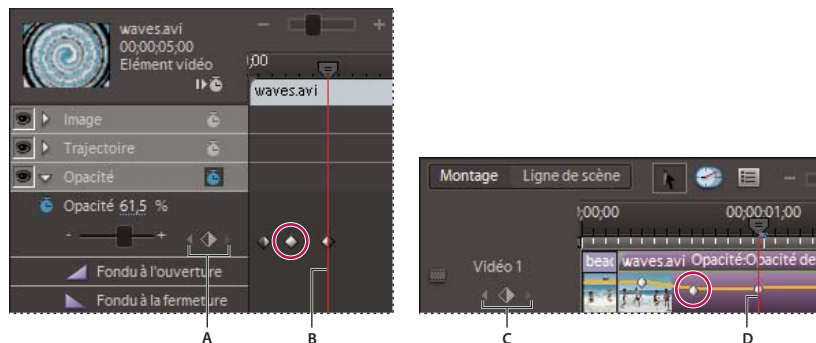 waves.avi
00;00;05;00
Elément vidéo
;00
waves.avi
Image
Trajectoire
Opacité
Opacité 61,5 %
- +
Fondu à l'ouverture
Fondu à la fermeture
A B
Montage Ligne de scène
;00;00 00;00;01;00
Vidéo 1
beac waves.avi Opacité:Opacité de
C D